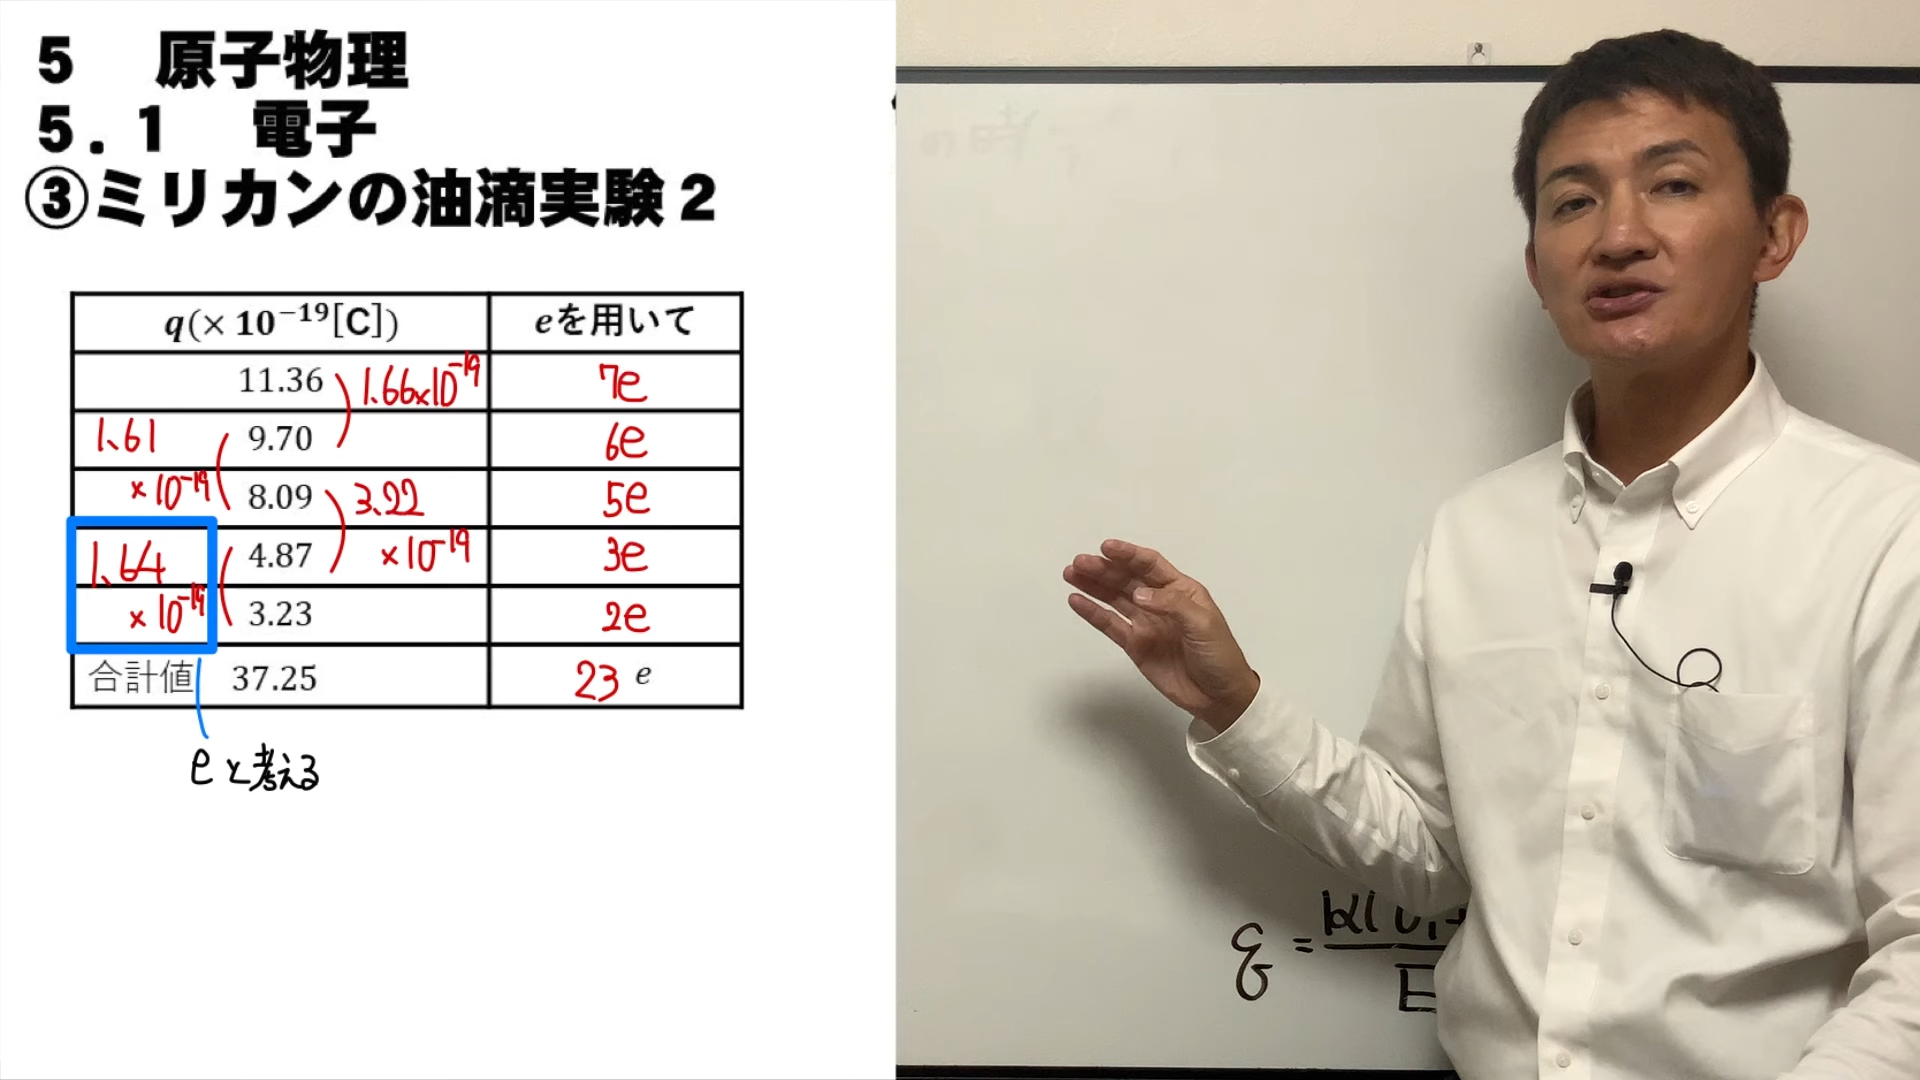 5 原子物理
5.1 電子
③ミリカンの油滴実験2
q(× 10⁻¹⁹[C]) eを用いて
11.36 1.66×10⁻¹⁹ 7e
1.61 9.70 6e
×10⁻¹⁹ 8.09 3.22 5e
1.64 4.87 ×10⁻¹⁹ 3e
×10⁻¹⁹ 3.23 2e
合計値 37.25 23 e
eと考える
q =
E